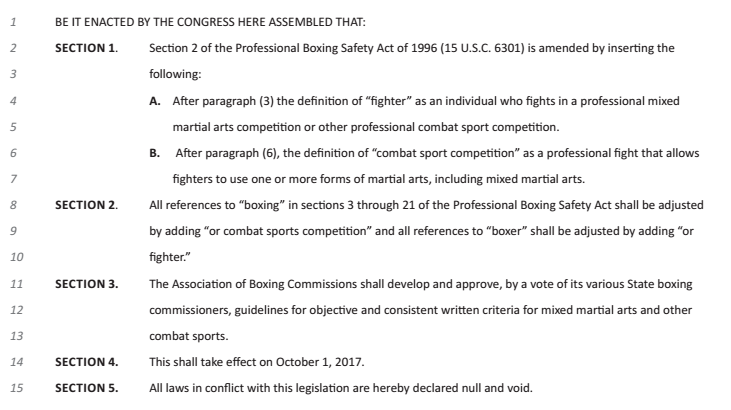 1 BE IT ENACTED BY THE CONGRESS HERE ASSEMBLED THAT:
2 SECTION 1. Section 2 of the Professional Boxing Safety Act of 1996 (15 U.S.C. 6301) is amended by inserting the
3 following:
4 A. After paragraph (3) the definition of “fighter” as an individual who fights in a professional mixed
5 martial arts competition or other professional combat sport competition.
6 B. After paragraph (6), the definition of “combat sport competition” as a professional fight that allows
7 fighters to use one or more forms of martial arts, including mixed martial arts.
8 SECTION 2. All references to “boxing” in sections 3 through 21 of the Professional Boxing Safety Act shall be adjusted
9 by adding “or combat sports competition” and all references to “boxer” shall be adjusted by adding “or
10 fighter.”
11 SECTION 3. The Association of Boxing Commissions shall develop and approve, by a vote of its various State boxing
12 commissioners, guidelines for objective and consistent written criteria for mixed martial arts and other
13 combat sports.
14 SECTION 4. This shall take effect on October 1, 2017.
15 SECTION 5. All laws in conflict with this legislation are hereby declared null and void.